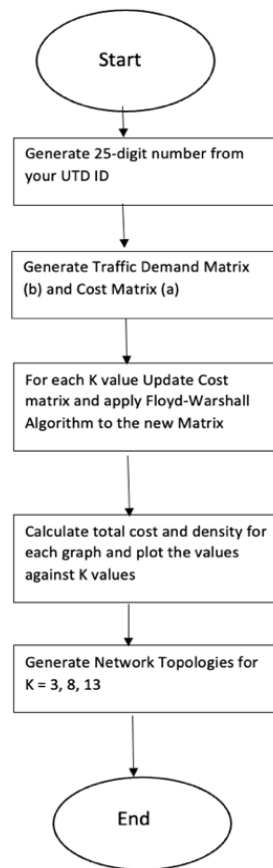 Start
Generate 25-digit number from
your UTD ID
Generate Traffic Demand Matrix
(b) and Cost Matrix (a)
For each K value Update Cost
matrix and apply Floyd-Warshall
Algorithm to the new Matrix
Calculate total cost and density for
each graph and plot the values
against K values
Generate Network Topologies for
K = 3, 8, 13
End